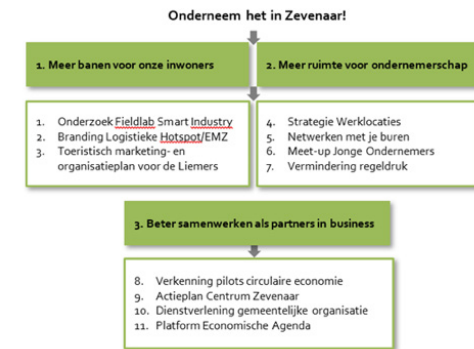 Onderneem het in Zevenaar!
1. Meer banen voor onze inwoners
2. Meer ruimte voor ondernemerschap
1. Onderzoek Fieldlab Smart Industry
2. Branding Logistieke Hotspot/EMZ
3. Toeristisch marketing- en
organisatieplan voor de Liemers
4. Strategie Werklocaties
5. Netwerken met je buren
6. Meet-up Jonge Ondernemers
7. Vermindering regeldruk
3. Beter samenwerken als partners in business
8. Verkenning pilots circulaire economie
9. Actieplan Centrum Zevenaar
10. Dienstverlening gemeentelijke organisatie
11. Platform Economische Agenda